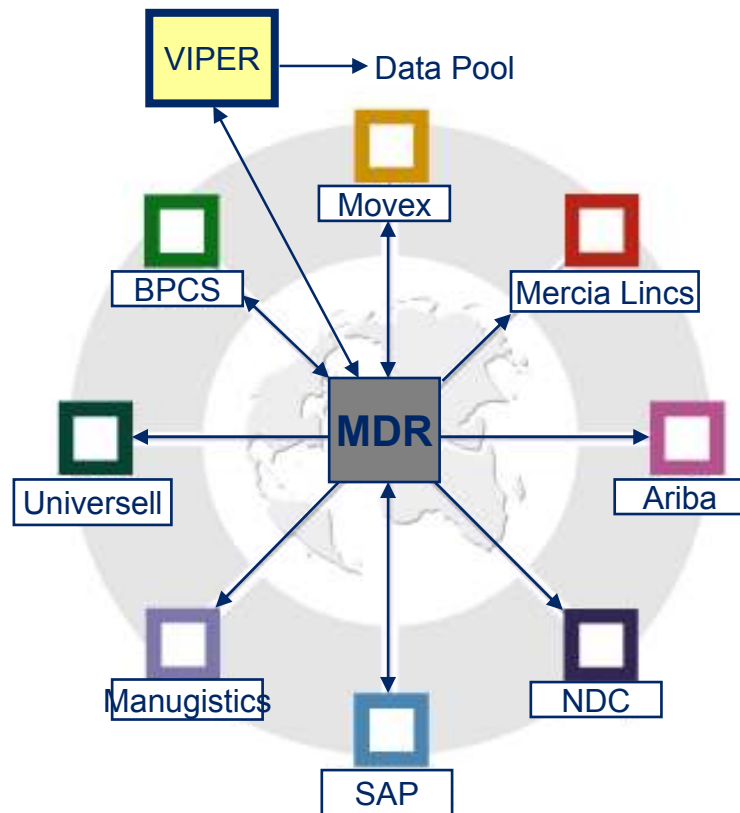 VIPER
Data Pool
Movex
BPCS
Mercia Lincs
MDR
Universell
Ariba
Manugistics
NDC
SAP